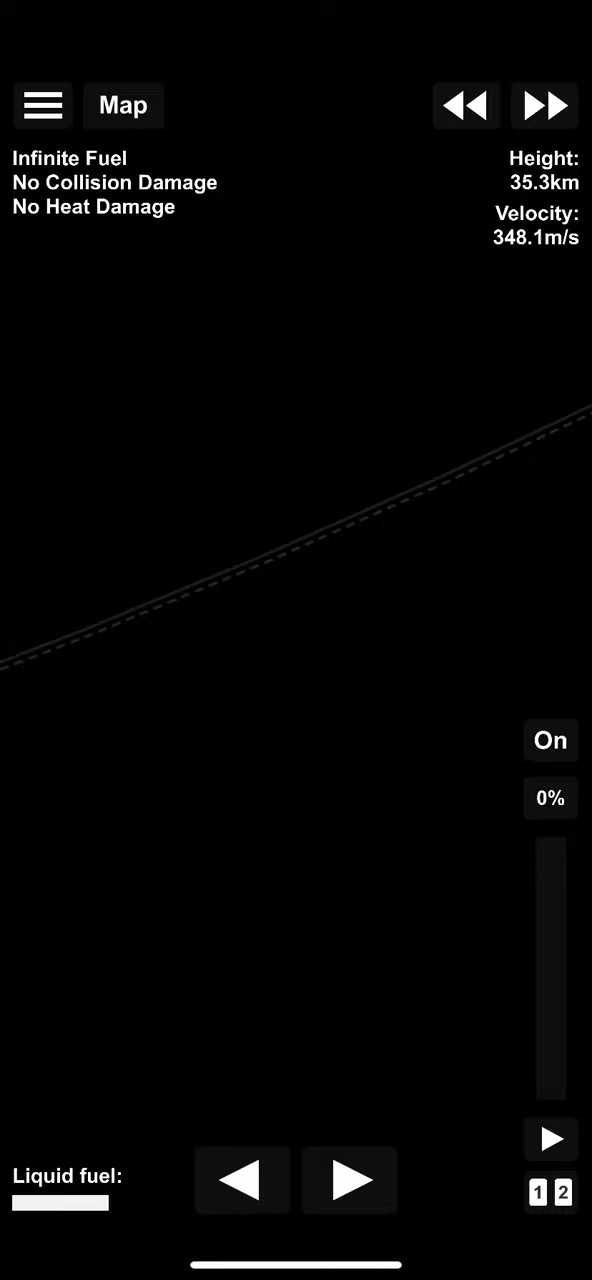 Map
Infinite Fuel
No Collision Damage
No Heat Damage
Height:
35.3km
Velocity:
348.1m/s
On
0%
Liquid fuel:
1 2